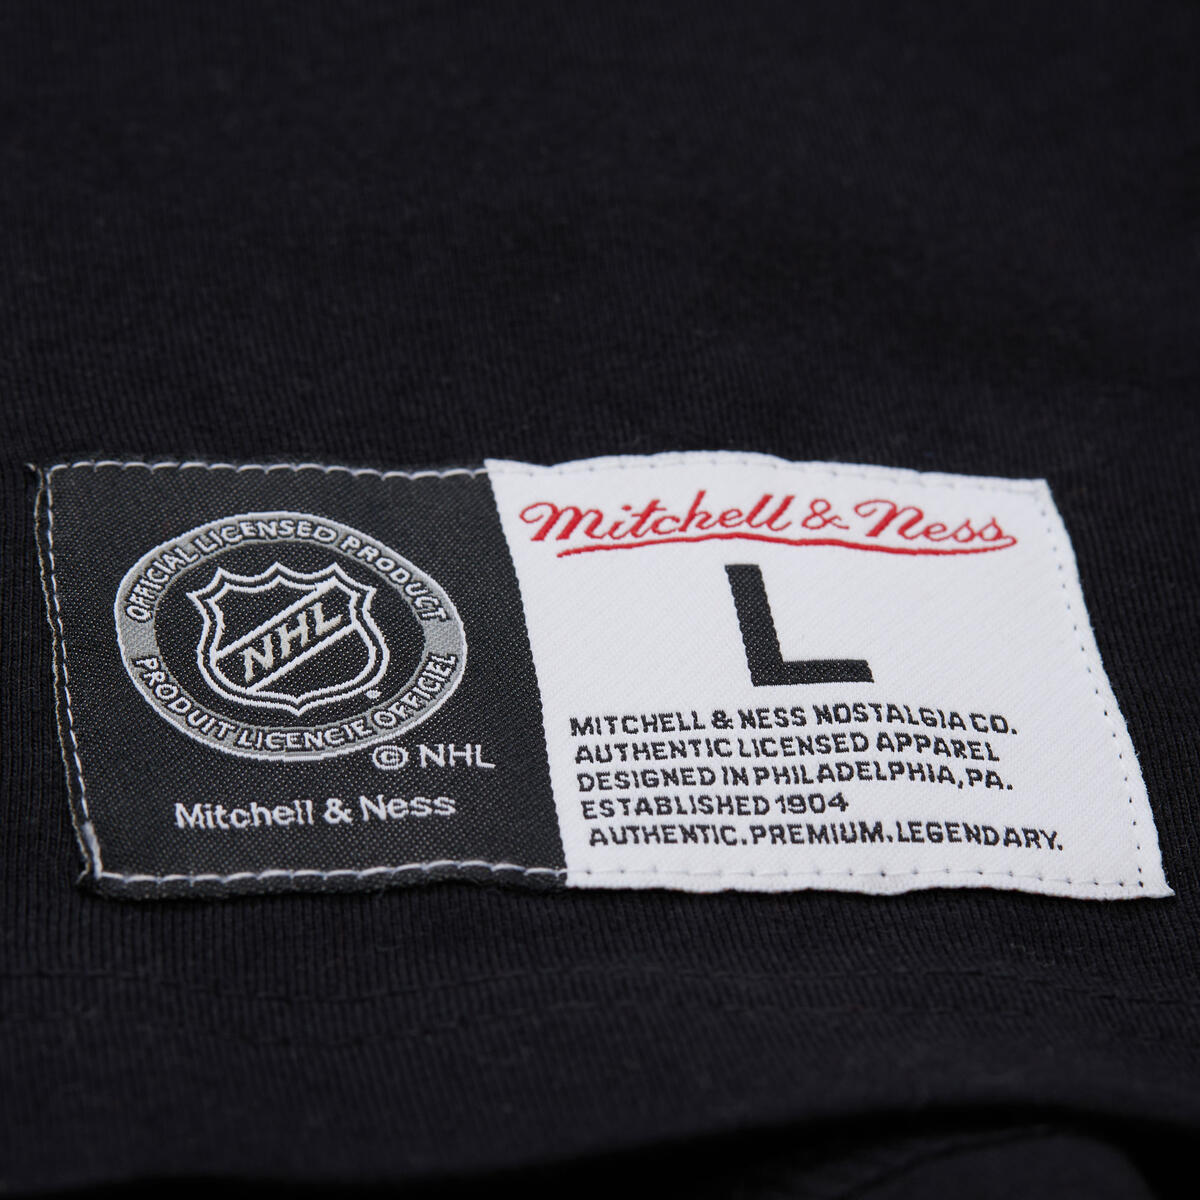 OFFICIAL LICENSED PRODUCT
NHL
PRODUIT LICENCIE OFFICIEL
© NHL
Mitchell & Ness
Mitchell & Ness
L
MITCHELL & NESS NOSTALGIA CO.
AUTHENTIC LICENSED APPAREL
DESIGNED IN PHILADELPHIA, PA.
ESTABLISHED 1904
AUTHENTIC. PREMIUM. LEGENDARY.